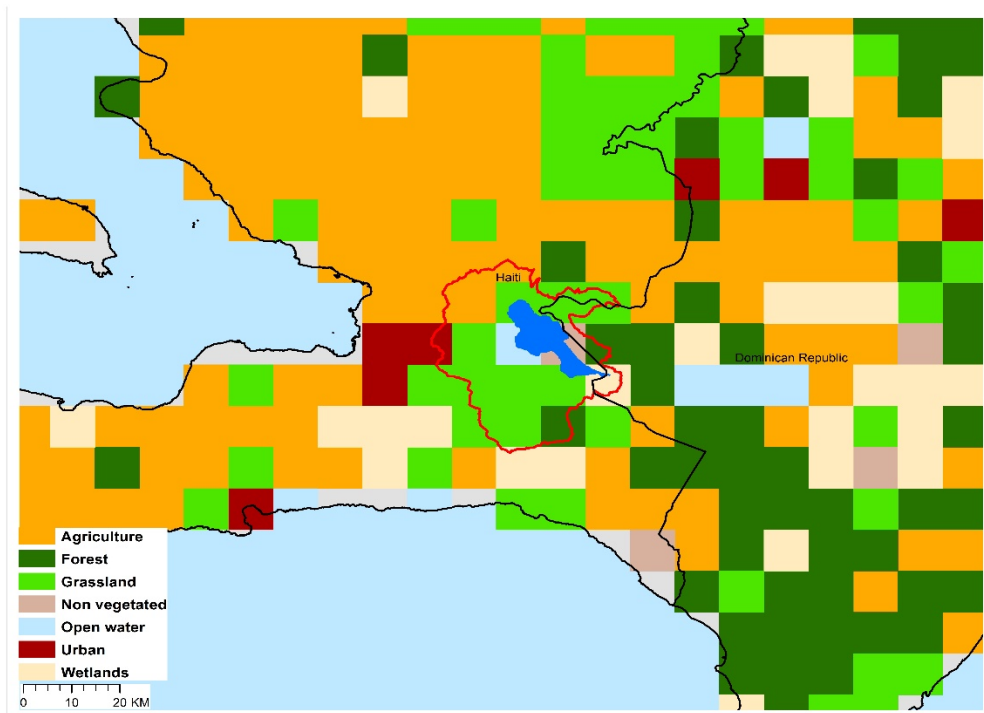 Haiti
Dominican Republic
Agriculture
Forest
Grassland
Non vegetated
Open water
Urban
Wetlands
0 10 20 KM